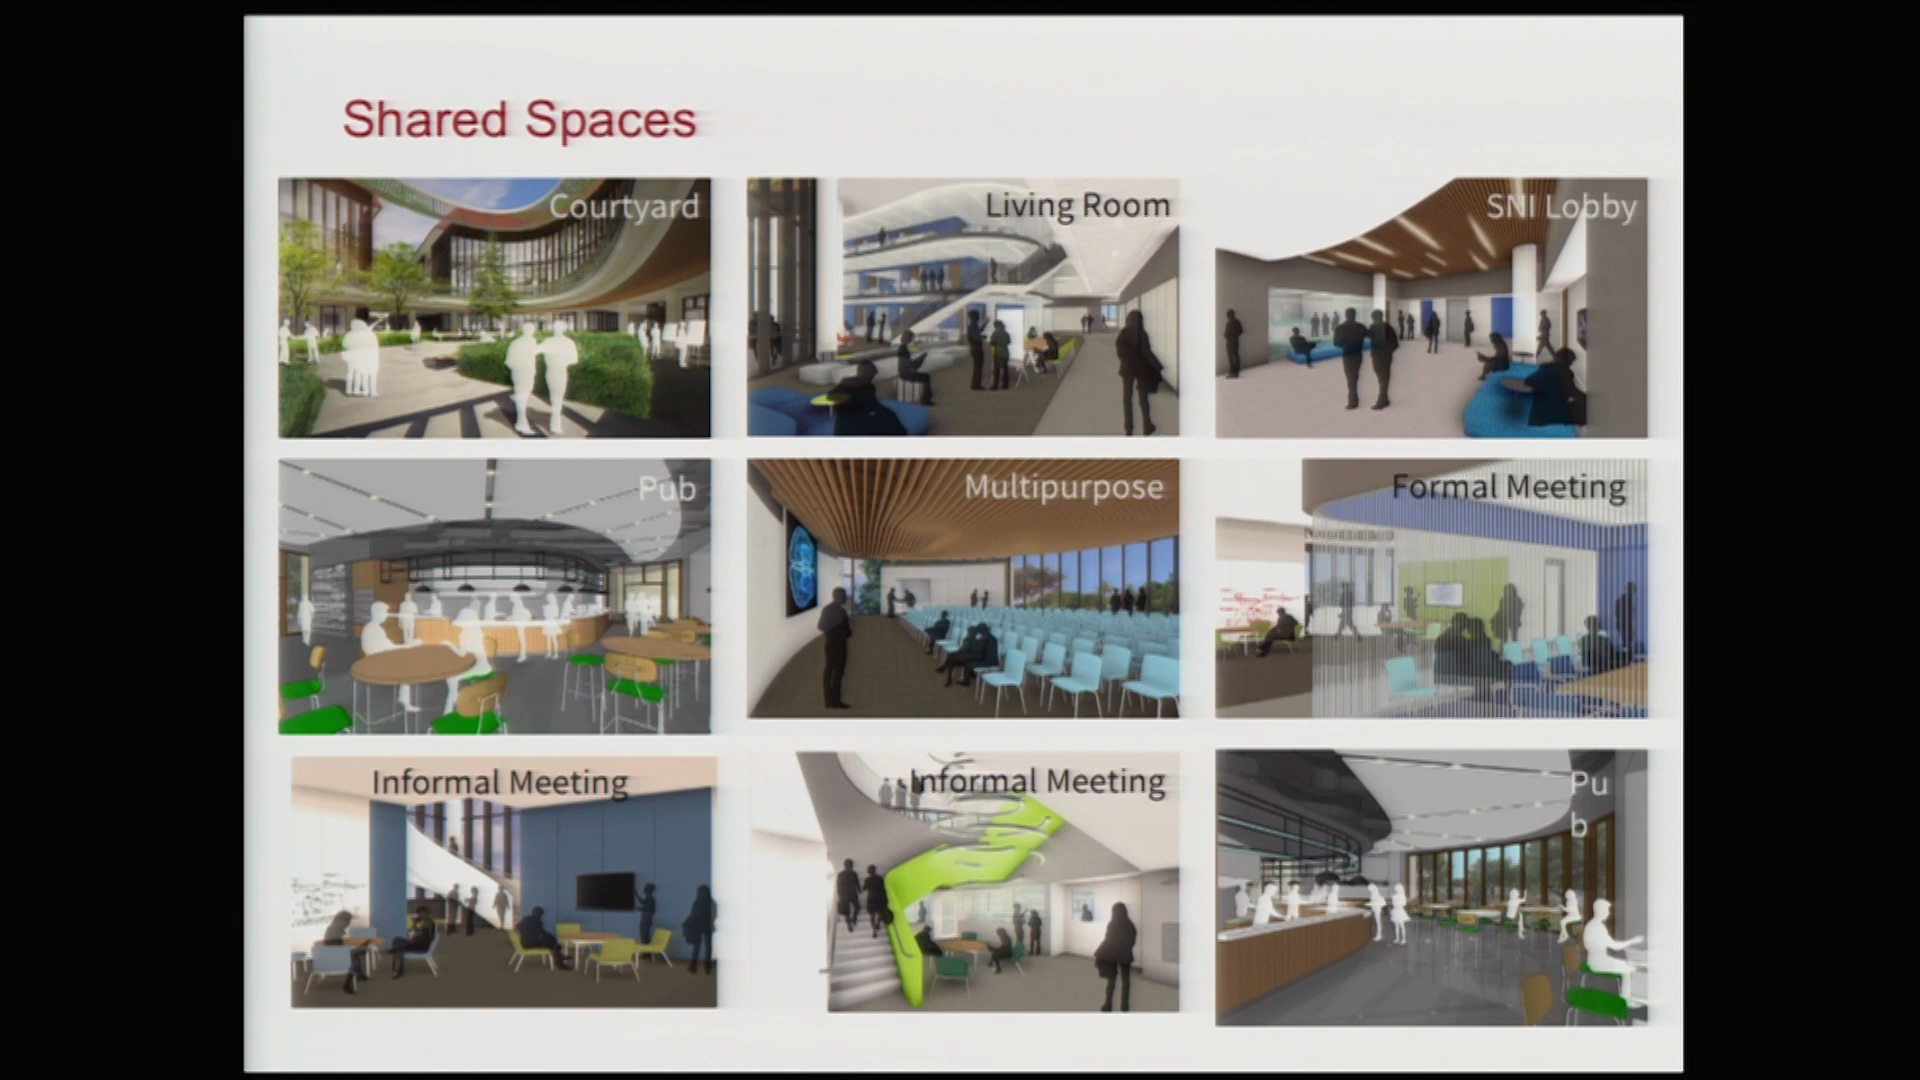 Shared Spaces
Courtyard
Living Room
SNI Lobby
Pub
Multipurpose
Formal Meeting
Informal Meeting
Informal Meeting
Pu
b